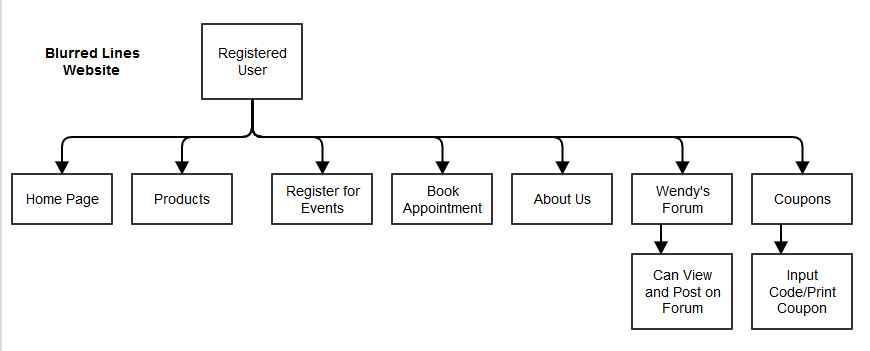 Blurred Lines
Website
Registered
User
Home Page
Products
Register for
Events
Book
Appointment
About Us
Wendy's
Forum
Coupons
Can View
and Post on
Forum
Input
Code/Print
Coupon